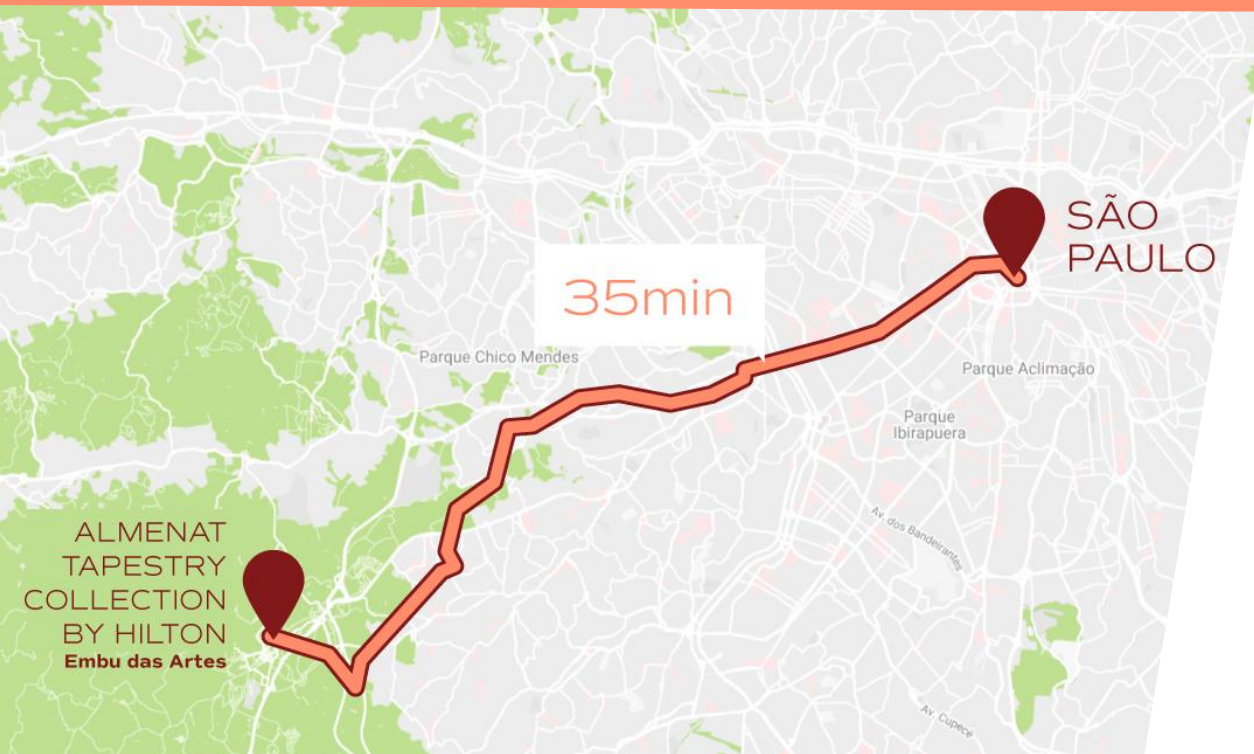 SÃO
PAULO
35min
Parque Chico Mendes
Parque Aclimação
Parque
Ibirapuera
Av. dos Bandeirantes
ALMENAT
TAPESTRY
COLLECTION
BY HILTON
Embu das Artes
Av. Cupecê